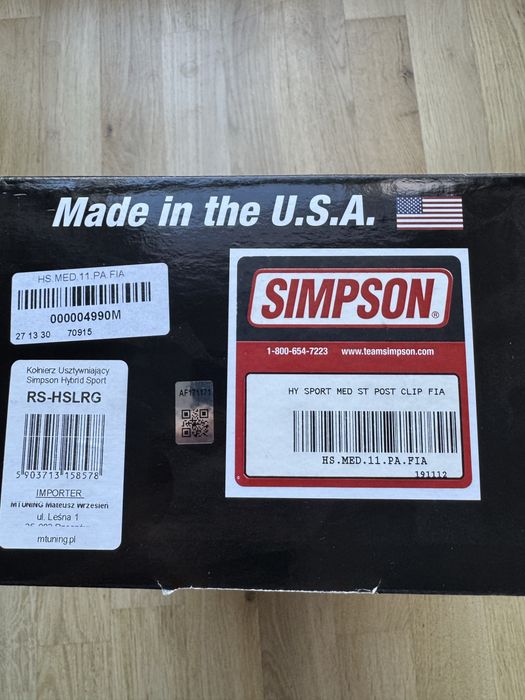 Made in the U.S.A.
HS.MED.11.PA.FIA
000004990M
27 13 30 70915
SIMPSON®
1-800-654-7223 www.teamsimpson.com
HY SPORT MED ST POST CLIP FIA
HS.MED.11.PA.FIA
191112
Kołnierz Usztywniający
Simpson Hybrid Sport
RS-HSLRG
5 903713 158578
IMPORTER
MTUNING Mateusz Wrzesień
ul. Leśna 1
mtuning.pl
AF171171